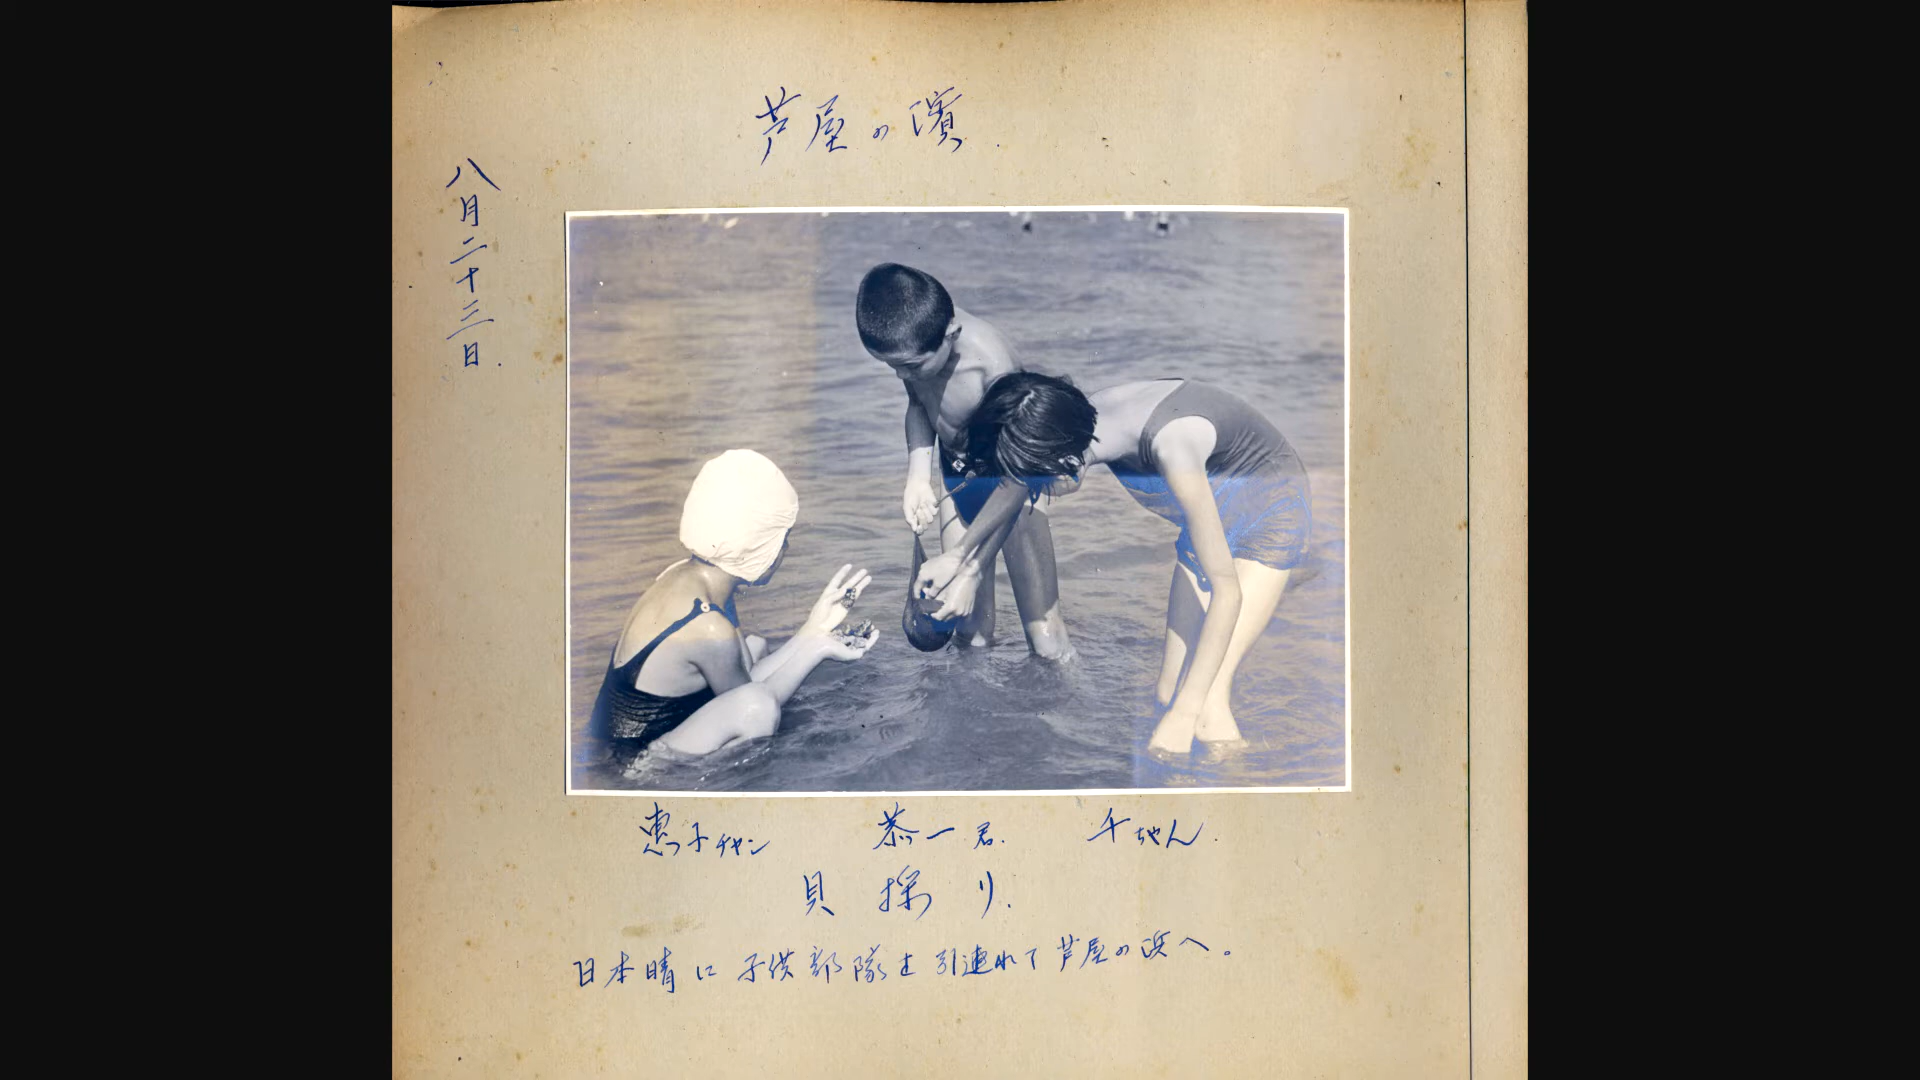 芦屋の濱.
八月二十三日.
惠子チャン 恭一君. 千ちゃん.
貝採り.
日本晴に子供部隊を引連れて芦屋の浜へ。